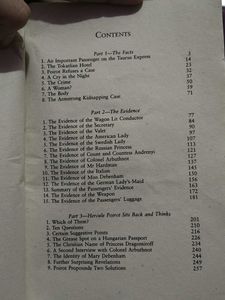 CONTENTS
Part 1—The Facts
1. An Important Passenger on the Taurus Express 3
2. The Tokatlian Hotel 14
3. Poirot Refuses a Case 23
4. A Cry in the Night 32
5. The Crime 37
6. A Woman? 50
7. The Body 59
8. The Armstrong Kidnapping Case 71
Part 2—The Evidence
1. The Evidence of the Wagon Lit Conductor 77
2. The Evidence of the Secretary 84
3. The Evidence of the Valet 90
4. The Evidence of the American Lady 95
5. The Evidence of the Swedish Lady 107
6. The Evidence of the Russian Princess 113
7. The Evidence of Count and Countess Andrenyi 121
8. The Evidence of Colonel Arbuthnot 127
9. The Evidence of Mr Hardman 137
10. The Evidence of the Italian 145
11. The Evidence of Miss Debenham 150
12. The Evidence of the German Lady's-Maid 156
13. Summary of the Passengers' Evidence 163
14. The Evidence of the Weapon 172
15. The Evidence of the Passengers' Luggage 181
Part 3—Hercule Poirot Sits Back and Thinks
1. Which of Them? 201
2. Ten Questions 210
3. Certain Suggestive Points 216
4. The Grease Spot on a Hungarian Passport 226
5. The Christian Name of Princess Dragomiroff 234
6. A Second Interview with Colonel Arbuthnot 240
7. The Identity of Mary Debenham 244
8. Further Surprising Revelations 249
9. Poirot Propounds Two Solutions 257